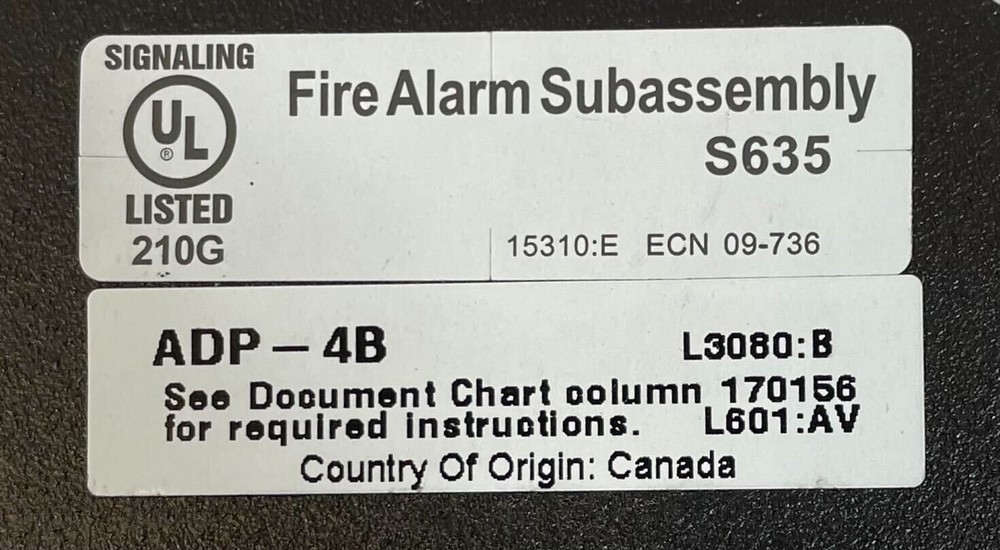 SIGNALING
UL
®
LISTED
210G
Fire Alarm Subassembly
S635
15310:E ECN 09-736
ADP - 4B L3080:B
See Document Chart column 170156
for required instructions. L601:AV
Country Of Origin: Canada